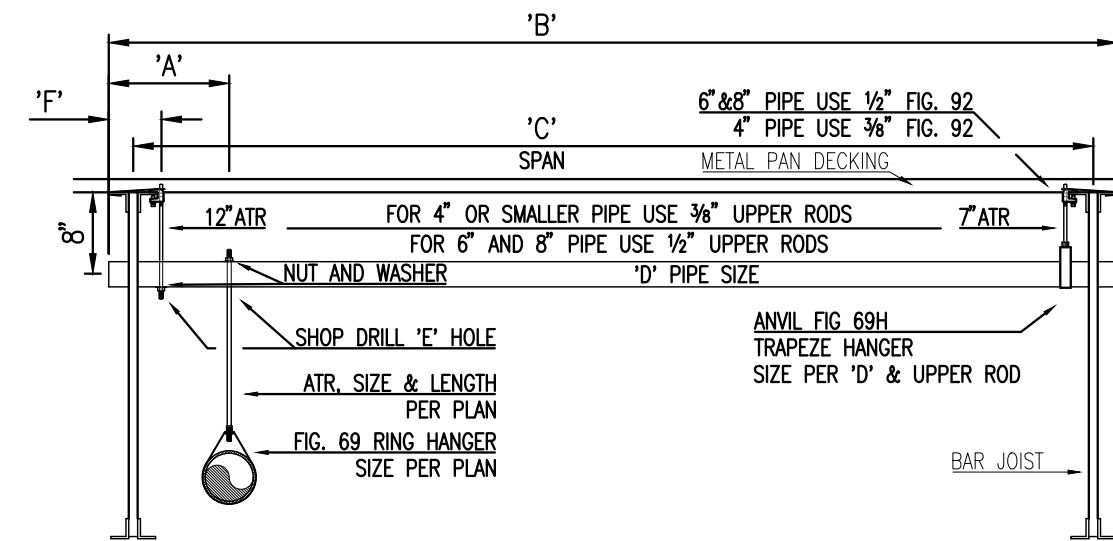 'B'
'A'
'F'
6"&8" PIPE USE ½" FIG. 92
4" PIPE USE ⅜" FIG. 92
'C'
SPAN
METAL PAN DECKING
8"
12"ATR
FOR 4" OR SMALLER PIPE USE ⅜" UPPER RODS
7"ATR
FOR 6" AND 8" PIPE USE ½" UPPER RODS
NUT AND WASHER
'D' PIPE SIZE
SHOP DRILL 'E' HOLE
ANVIL FIG 69H
TRAPEZE HANGER
SIZE PER 'D' & UPPER ROD
ATR, SIZE & LENGTH
PER PLAN
FIG. 69 RING HANGER
SIZE PER PLAN
BAR JOIST